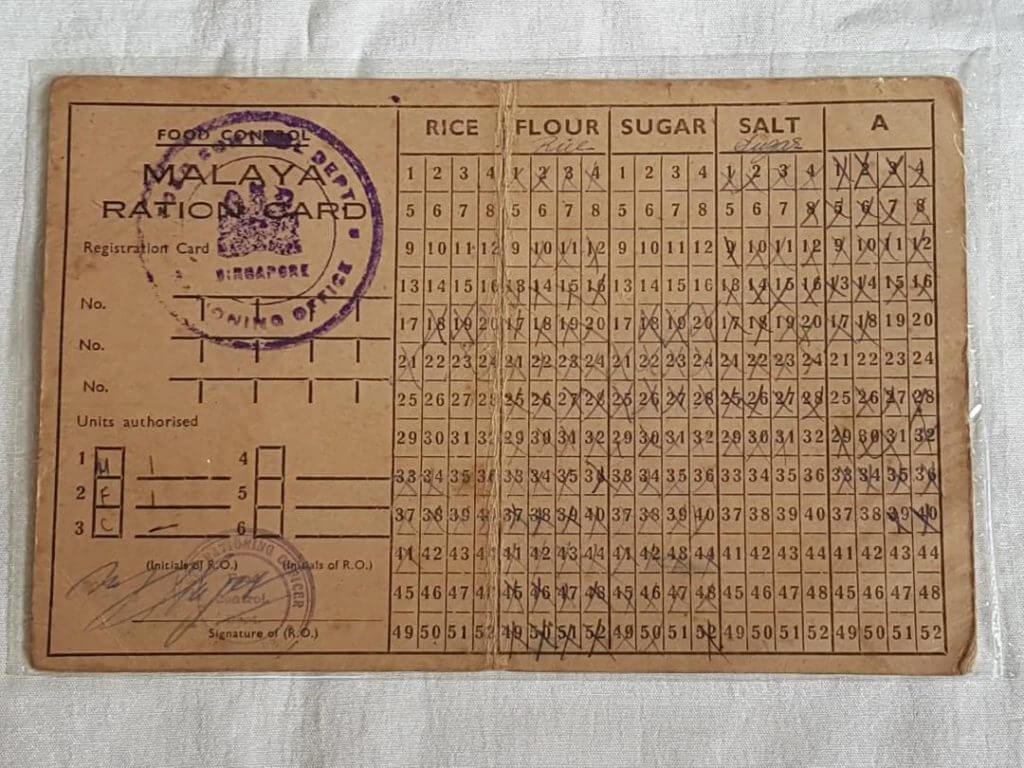 FOOD CONTROL
MALAYA
RATION CARD
Registration Card
No.
No.
No.
Units authorised
1 M 1 4
2 F 1 5
3 C — 6
(Initials of R.O.) (Initials of R.O.)
Signature of (R.O.)
SINGAPORE
RATIONING OFFICER
Control
RICE FLOUR SUGAR SALT A
Rice Sugar
1 2 3 4 1 2 3 4 1 2 3 4 1 2 3 4 1 2 3 4
5 6 7 8 5 6 7 8 5 6 7 8 5 6 7 8 5 6 7 8
9 10 11 12 9 10 11 12 9 10 11 12 9 10 11 12 9 10 11 12
13 14 15 16 13 14 15 16 13 14 15 16 13 14 15 16 13 14 15 16
17 18 19 20 17 18 19 20 17 18 19 20 17 18 19 20 17 18 19 20
21 22 23 24 21 22 23 24 21 22 23 24 21 22 23 24 21 22 23 24
25 26 27 28 25 26 27 28 25 26 27 28 25 26 27 28 25 26 27 28
29 30 31 32 29 30 31 32 29 30 31 32 29 30 31 32 29 30 31 32
33 34 35 36 33 34 35 36 33 34 35 36 33 34 35 36 33 34 35 36
37 38 39 40 37 38 39 40 37 38 39 40 37 38 39 40 37 38 39 40
41 42 43 44 41 42 43 44 41 42 43 44 41 42 43 44 41 42 43 44
45 46 47 48 45 46 47 48 45 46 47 48 45 46 47 48 45 46 47 48
49 50 51 52 49 50 51 52 49 50 51 52 49 50 51 52 49 50 51 52